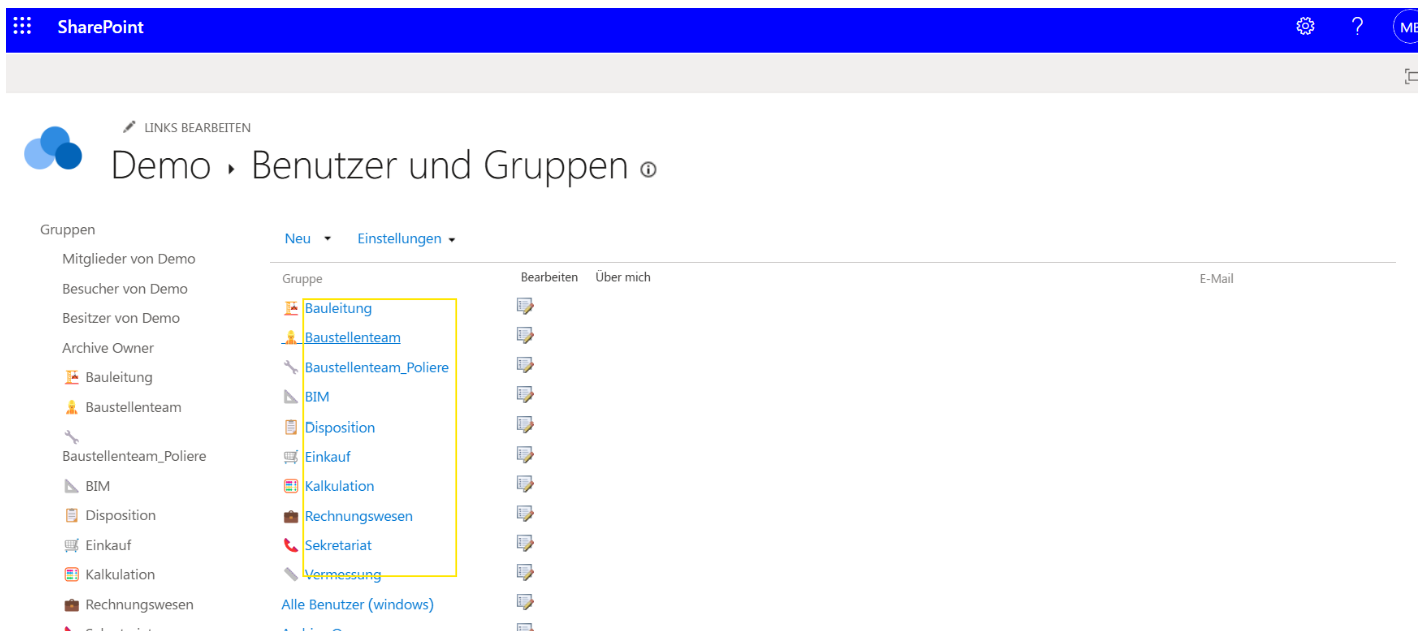 SharePoint
ME
LINKS BEARBEITEN
Demo ▸ Benutzer und Gruppen
Gruppen
Mitglieder von Demo
Besucher von Demo
Besitzer von Demo
Archive Owner
Bauleitung
Baustellenteam
Baustellenteam_Poliere
BIM
Disposition
Einkauf
Kalkulation
Rechnungswesen
Neu Einstellungen
Gruppe Bearbeiten Über mich E-Mail
Bauleitung
Baustellenteam
Baustellenteam_Poliere
BIM
Disposition
Einkauf
Kalkulation
Rechnungswesen
Sekretariat
Vermessung
Alle Benutzer (windows)